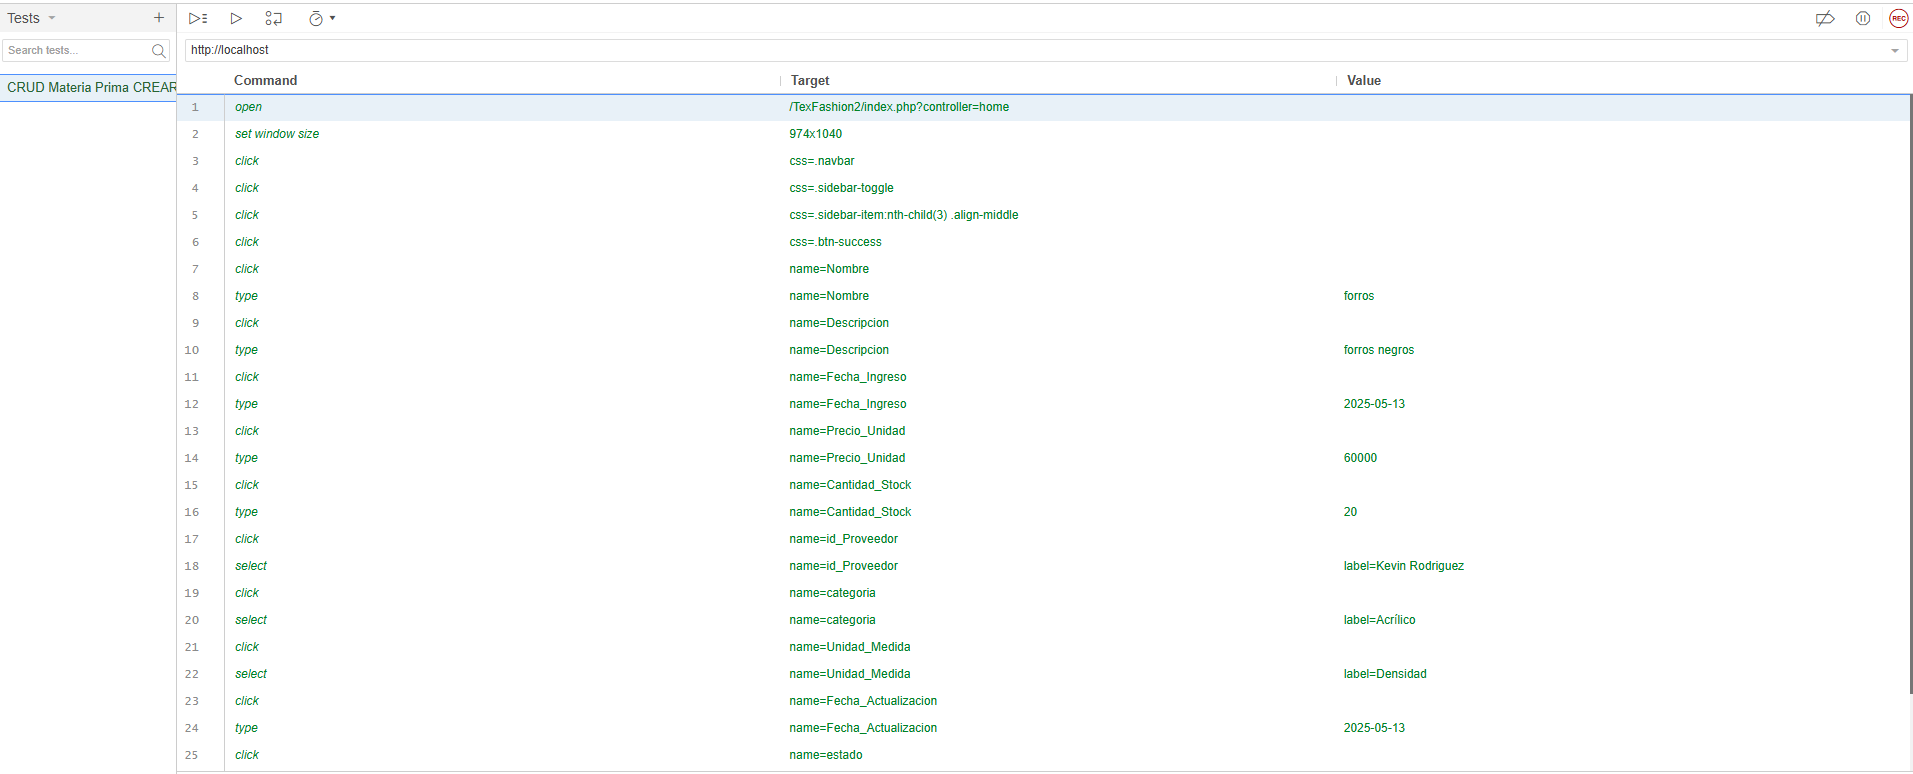 Tests +
Search tests...
REC
http://localhost
CRUD Materia Prima CREAR
Command Target Value
1 open /TexFashion2/index.php?controller=home
2 set window size 974x1040
3 click css=.navbar
4 click css=.sidebar-toggle
5 click css=.sidebar-item:nth-child(3) .align-middle
6 click css=.btn-success
7 click name=Nombre
8 type name=Nombre forros
9 click name=Descripcion
10 type name=Descripcion forros negros
11 click name=Fecha_Ingreso
12 type name=Fecha_Ingreso 2025-05-13
13 click name=Precio_Unidad
14 type name=Precio_Unidad 60000
15 click name=Cantidad_Stock
16 type name=Cantidad_Stock 20
17 click name=id_Proveedor
18 select name=id_Proveedor label=Kevin Rodriguez
19 click name=categoria
20 select name=categoria label=Acrílico
21 click name=Unidad_Medida
22 select name=Unidad_Medida label=Densidad
23 click name=Fecha_Actualizacion
24 type name=Fecha_Actualizacion 2025-05-13
25 click name=estado